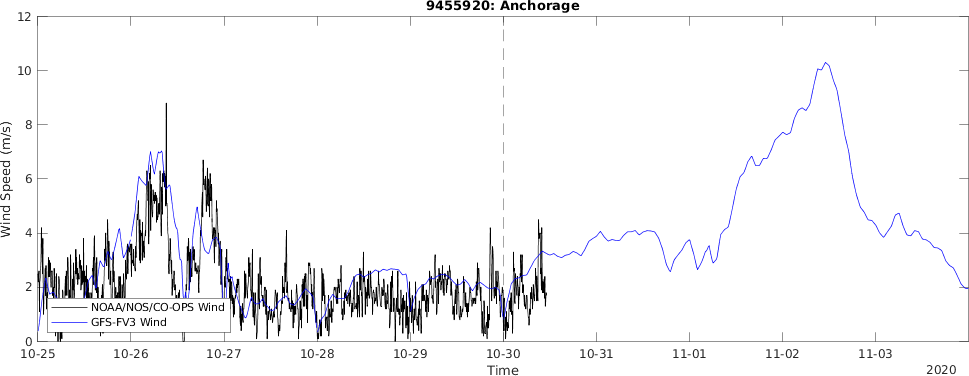 9455920: Anchorage
12
10
8
6
4
2
0
Wind Speed (m/s)
NOAA/NOS/CO-OPS Wind
GFS-FV3 Wind
10-25 10-26 10-27 10-28 10-29 10-30 10-31 11-01 11-02 11-03
Time
2020